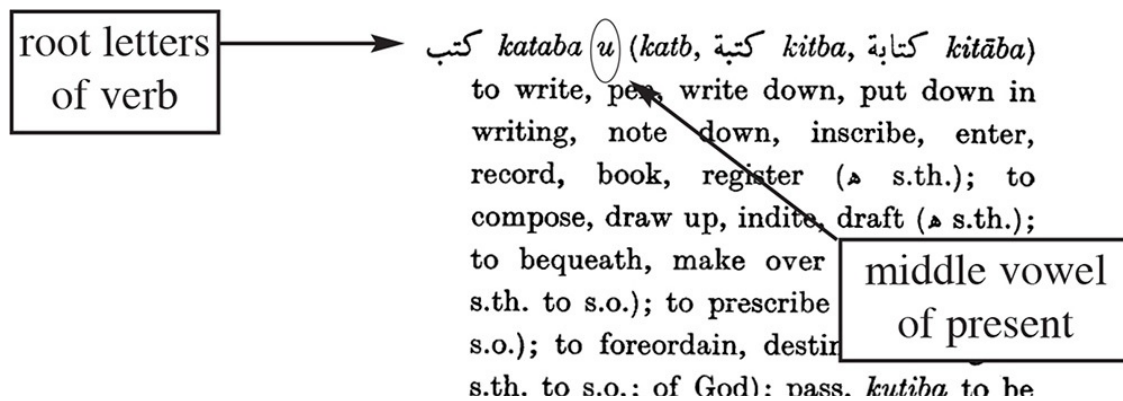 root letters
of verb
كتب kataba u (katb, كتبة kitba, كتابة kitāba)
to write, pen, write down, put down in
writing, note down, inscribe, enter,
record, book, register (ه s.th.); to
compose, draw up, indite, draft (ه s.th.);
to bequeath, make over
s.th. to s.o.); to prescribe
s.o.); to foreordain, destin
s.th. to s.o.; of God); pass. kutiba to be
middle vowel
of present